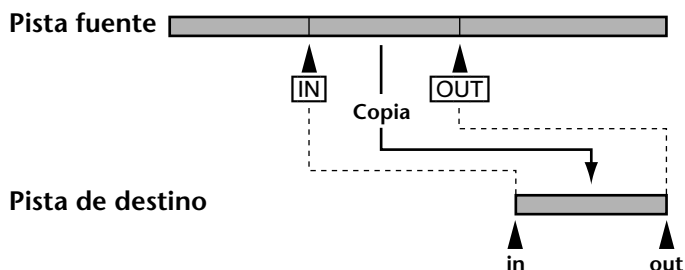 Pista fuente
IN
OUT
Copia
Pista de destino
in
out